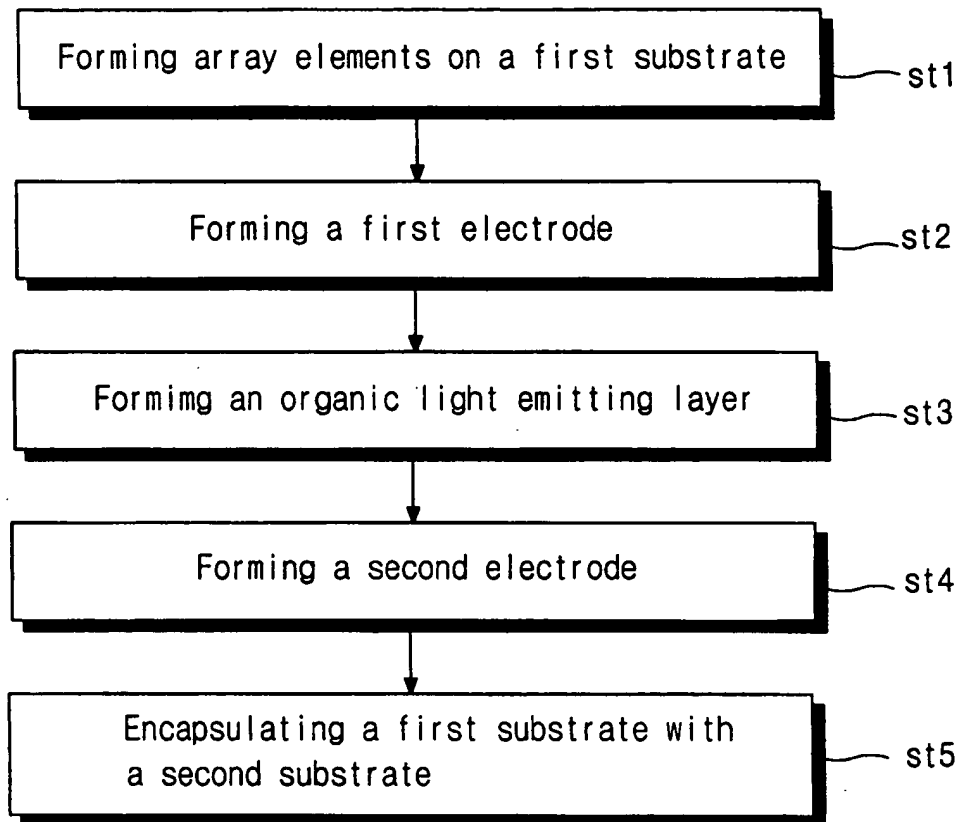 Forming array elements on a first substrate
st1
Forming a first electrode
st2
Formimg an organic light emitting layer
st3
Forming a second electrode
st4
Encapsulating a first substrate with
a second substrate
st5